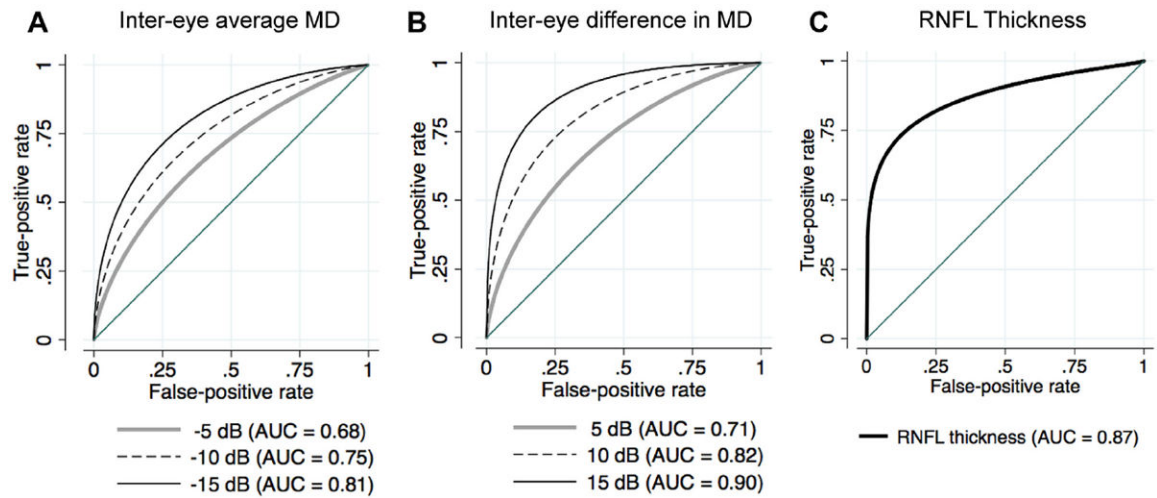 A Inter-eye average MD
True-positive rate
1
.75
.5
.25
0
0 .25 .5 .75 1
False-positive rate
-5 dB (AUC = 0.68)
-10 dB (AUC = 0.75)
-15 dB (AUC = 0.81)
B Inter-eye difference in MD
True-positive rate
1
.75
.5
.25
0
0 .25 .5 .75 1
False-positive rate
5 dB (AUC = 0.71)
10 dB (AUC = 0.82)
15 dB (AUC = 0.90)
C RNFL Thickness
True-positive rate
1
.75
.5
.25
0
0 .25 .5 .75 1
False-positive rate
RNFL thickness (AUC = 0.87)